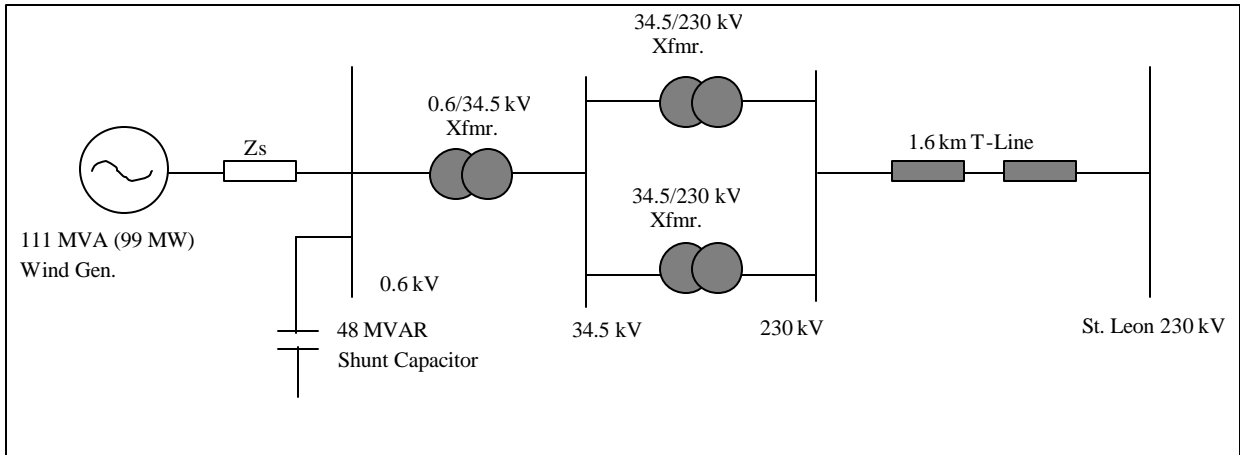 34.5/230 kV
Xfmr.
0.6/34.5 kV
Xfmr.
Zs
1.6 km T-Line
34.5/230 kV
Xfmr.
111 MVA (99 MW)
Wind Gen.
0.6 kV
48 MVAR
Shunt Capacitor
34.5 kV
230 kV
St. Leon 230 kV